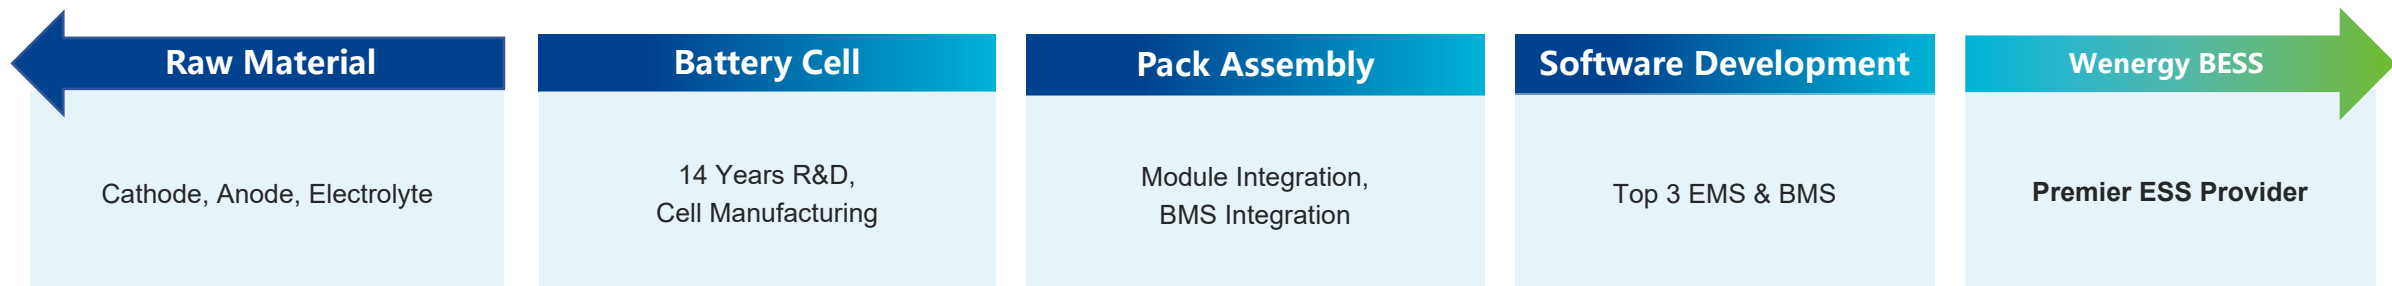 Raw Material
Cathode, Anode, Electrolyte
Battery Cell
14 Years R&D,
Cell Manufacturing
Pack Assembly
Module Integration,
BMS Integration
Software Development
Top 3 EMS & BMS
Wenergy BESS
Premier ESS Provider